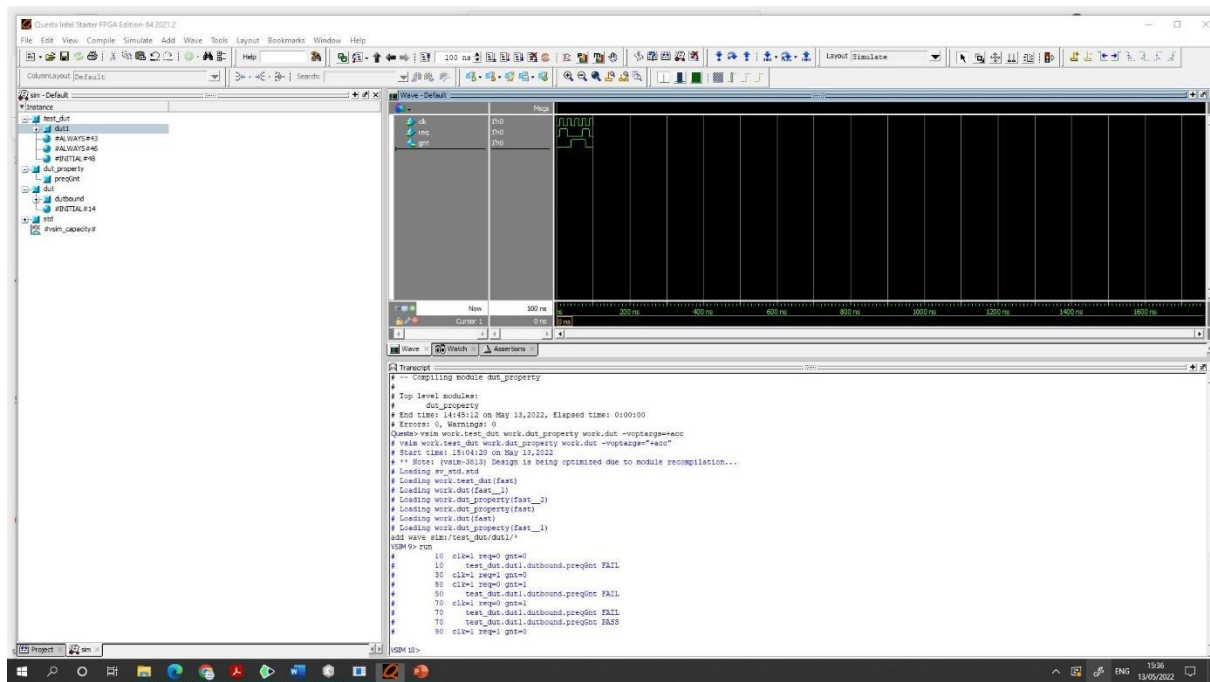 Questa Intel Starter FPGA Edition-64 2021.2
File Edit View Compile Simulate Add Wave Tools Layout Bookmarks Window Help
Help
100 ns
Layout Simulate
ColumnLayout Default
Search:
sim - Default
Instance
test_dut
dut1
#ALWAYS#43
#ALWAYS#46
#INITIAL#48
dut_property
preqGnt
dut
dutbound
#INITIAL#14
std
#vsim_capacity#
Wave - Default
Msgs
clk 1'h0
req 1'h0
gnt 1'h0
Now 100 ns
200 ns 400 ns 600 ns 800 ns 1000 ns 1200 ns 1400 ns 1600 ns
Cursor 1 0 ns 0 ns
Wave Watch Assertions
Transcript
# -- Compiling module dut_property
#
# Top level modules:
# dut_property
# End time: 14:45:12 on May 13,2022, Elapsed time: 0:00:00
# Errors: 0, Warnings: 0
Questa> vsim work.test_dut work.dut_property work.dut -voptargs=+acc
# vsim work.test_dut work.dut_property work.dut -voptargs="+acc"
# Start time: 15:04:20 on May 13,2022
# ** Note: (vsim-3813) Design is being optimized due to module recompilation...
# Loading sv_std.std
# Loading work.test_dut(fast)
# Loading work.dut(fast__1)
# Loading work.dut_property(fast__2)
# Loading work.dut_property(fast)
# Loading work.dut(fast)
# Loading work.dut_property(fast__1)
add wave sim:/test_dut/dut1/*
VSIM 9> run
# 10 clk=1 req=0 gnt=0
# 10 test_dut.dut1.dutbound.preqGnt FAIL
# 30 clk=1 req=1 gnt=0
# 50 clk=1 req=0 gnt=1
# 50 test_dut.dut1.dutbound.preqGnt FAIL
# 70 clk=1 req=0 gnt=1
# 70 test_dut.dut1.dutbound.preqGnt FAIL
# 70 test_dut.dut1.dutbound.preqGnt PASS
# 90 clk=1 req=1 gnt=0
VSIM 10>
Project sim
ENG
15:36
13/05/2022